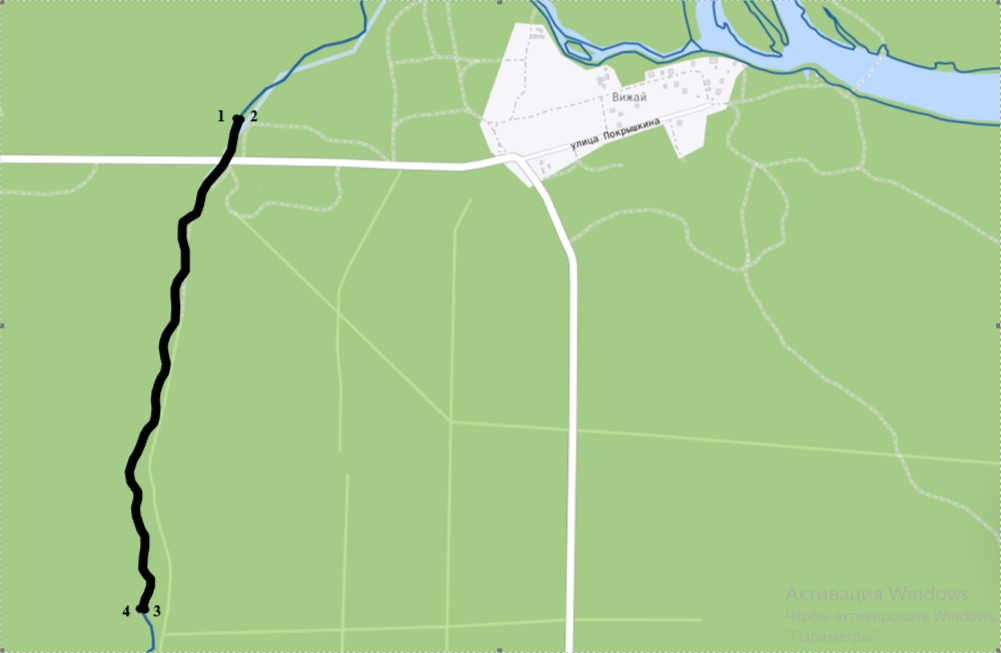 1 2
Вижай
улица Покрышкина
4 3
Активация Windows
Чтобы активировать Windows,
"Параметры".